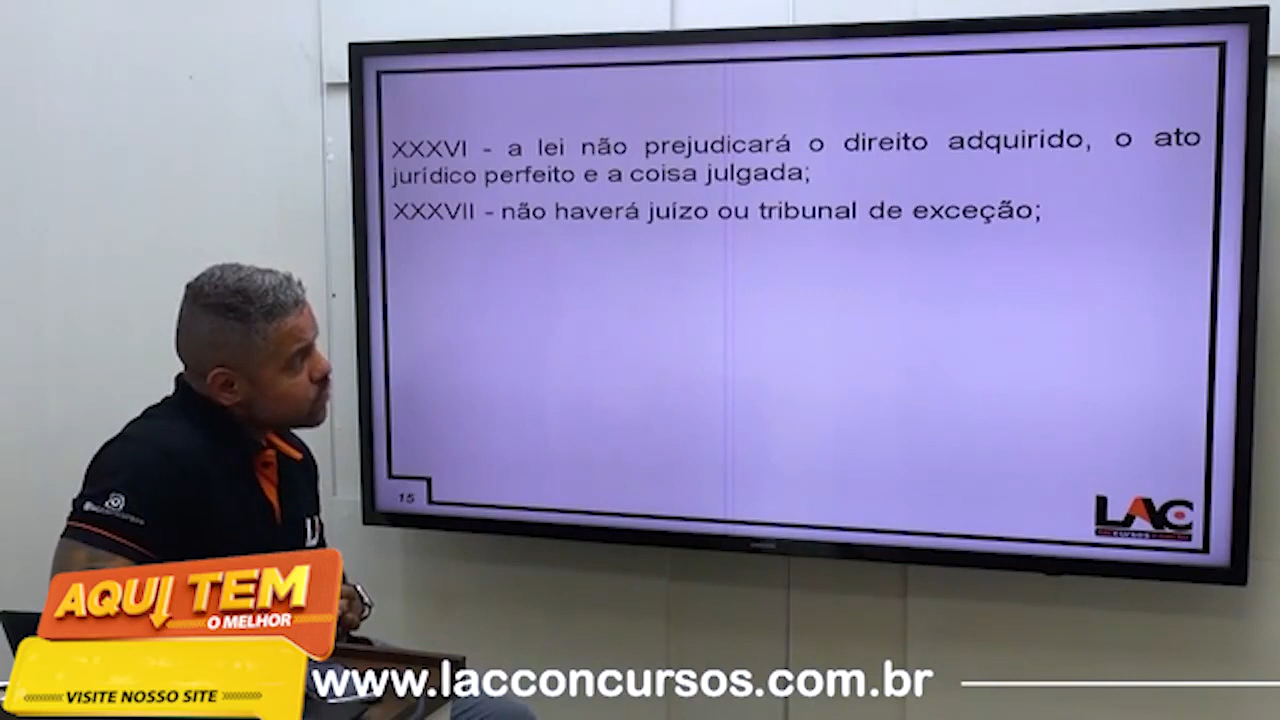 XXXVI - a lei não prejudicará o direito adquirido, o ato
jurídico perfeito e a coisa julgada;
XXXVII - não haverá juízo ou tribunal de exceção;
15
LAC
cursos
AQUI TEM
O MELHOR
VISITE NOSSO SITE
www.lacconcursos.com.br